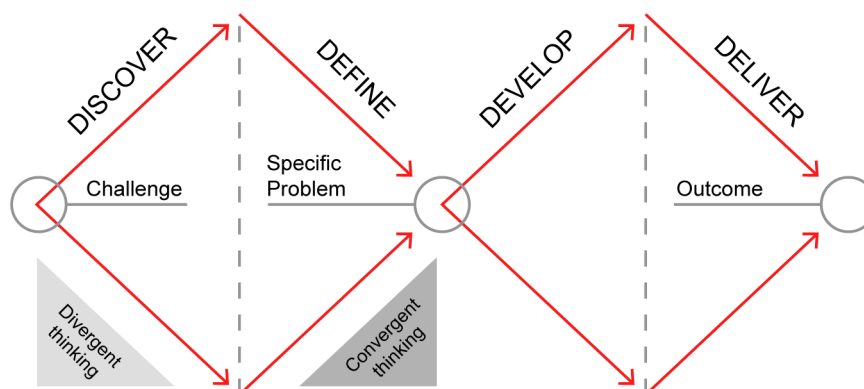 DISCOVER
DEFINE
DEVELOP
DELIVER
Challenge
Specific
Problem
Outcome
Divergent
thinking
Convergent
thinking